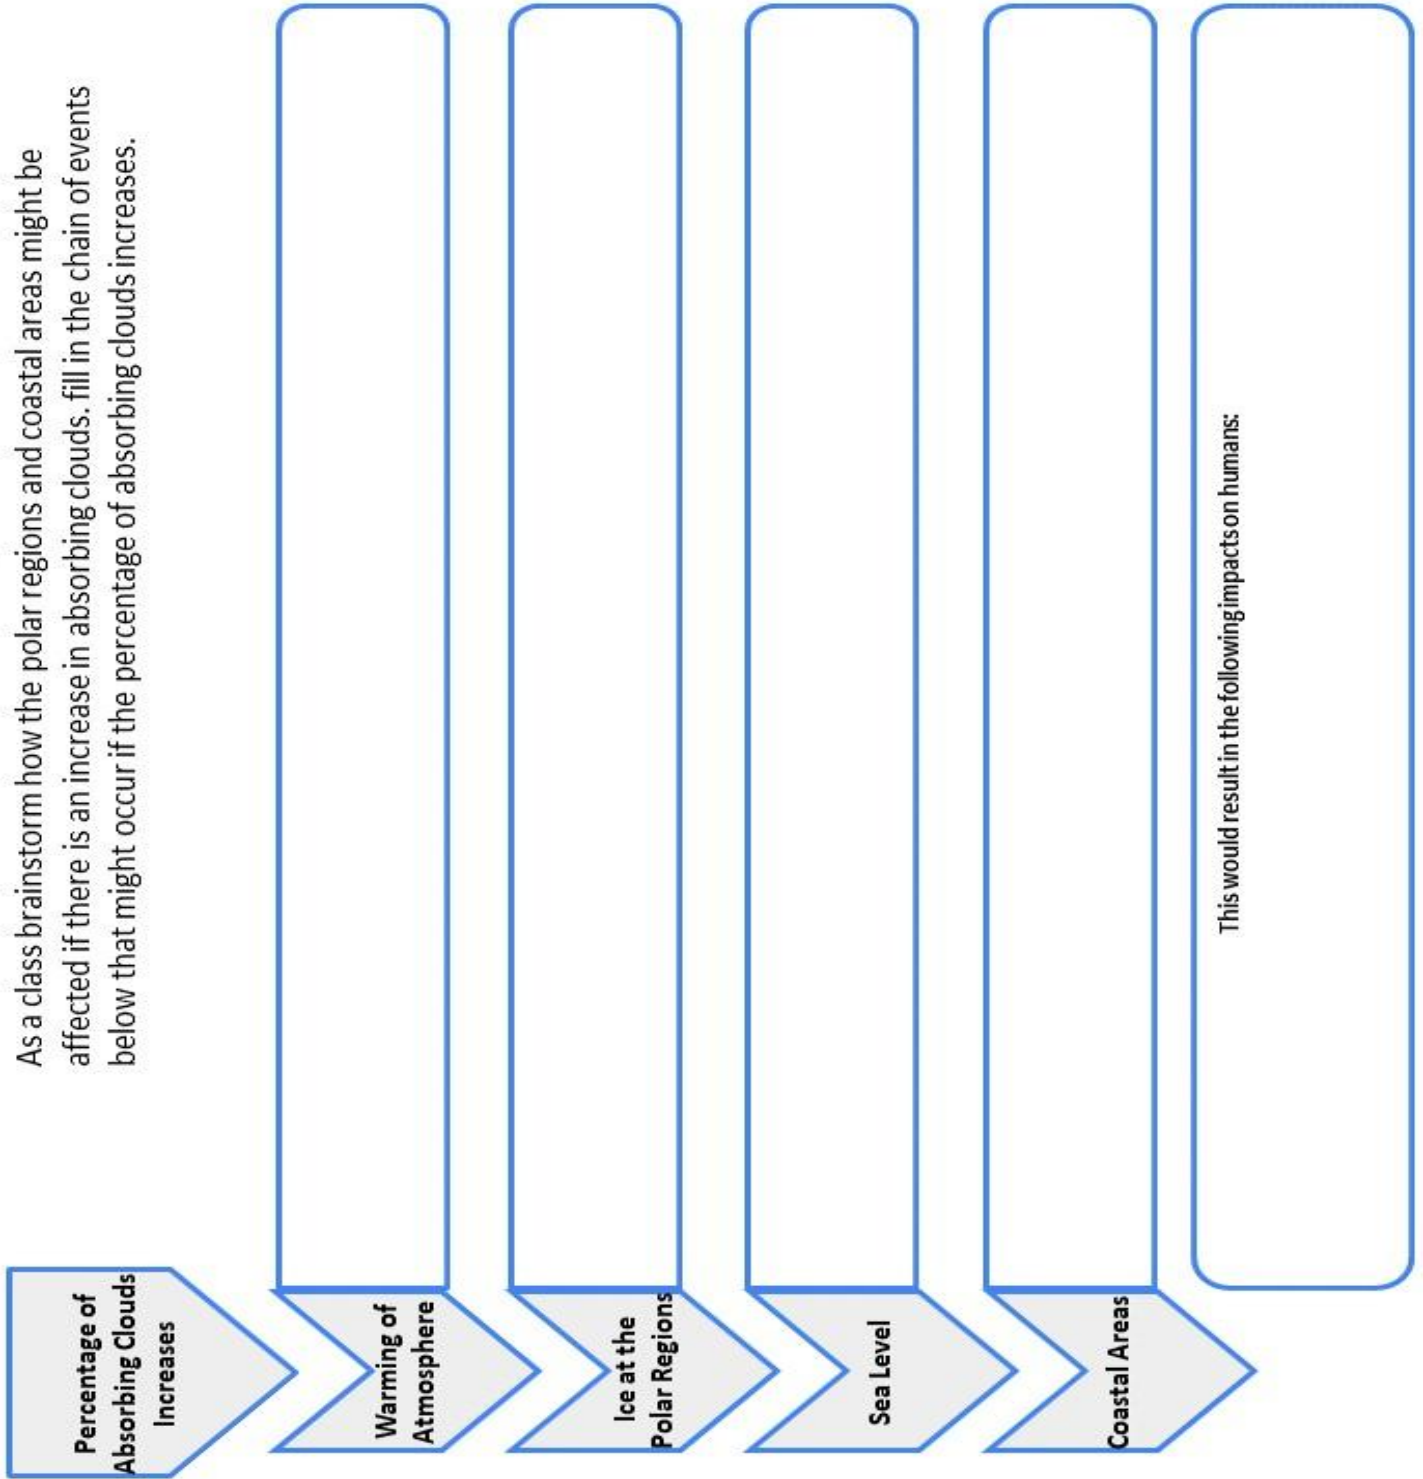 As a class brainstorm how the polar regions and coastal areas might be
affected if there is an increase in absorbing clouds. fill in the chain of events
below that might occur if the percentage of absorbing clouds increases.
Percentage of
Absorbing Clouds
Increases
Warming of
Atmosphere
Ice at the
Polar Regions
Sea Level
Coastal Areas
This would result in the following impacts on humans: